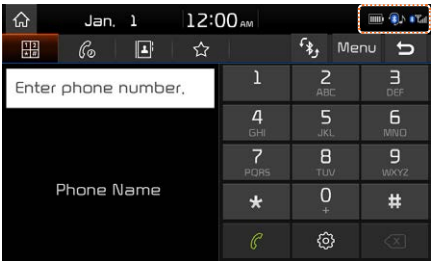 Jan. 1 12:00 AM
Menu
Enter phone number.
Phone Name
1 2 3
ABC DEF
4 5 6
GHI JKL MNO
7 8 9
PQRS TUV WXYZ
* 0 #
+